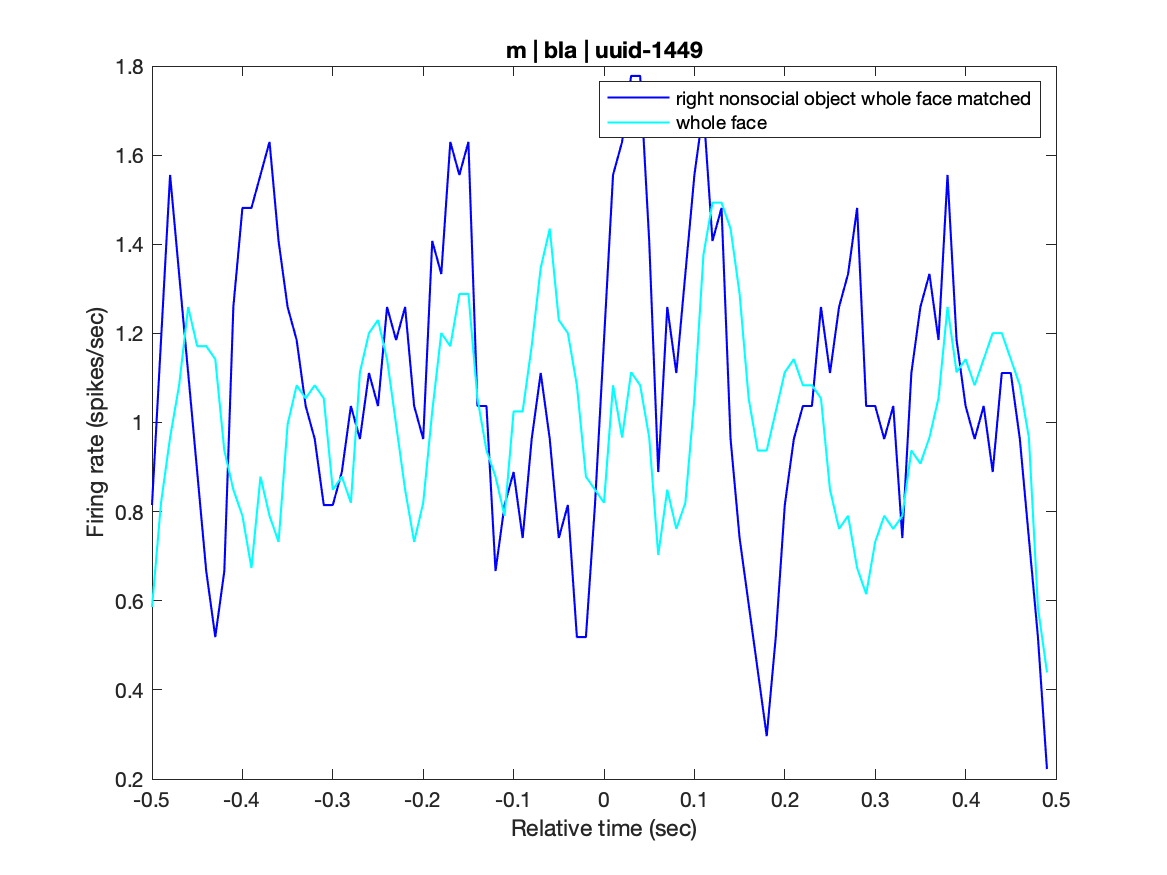 m | bla | uuid-1449
1.8
1.6
1.4
1.2
1
0.8
0.6
0.4
0.2
Firing rate (spikes/sec)
right nonsocial object whole face matched
whole face
-0.5 -0.4 -0.3 -0.2 -0.1 0 0.1 0.2 0.3 0.4 0.5
Relative time (sec)